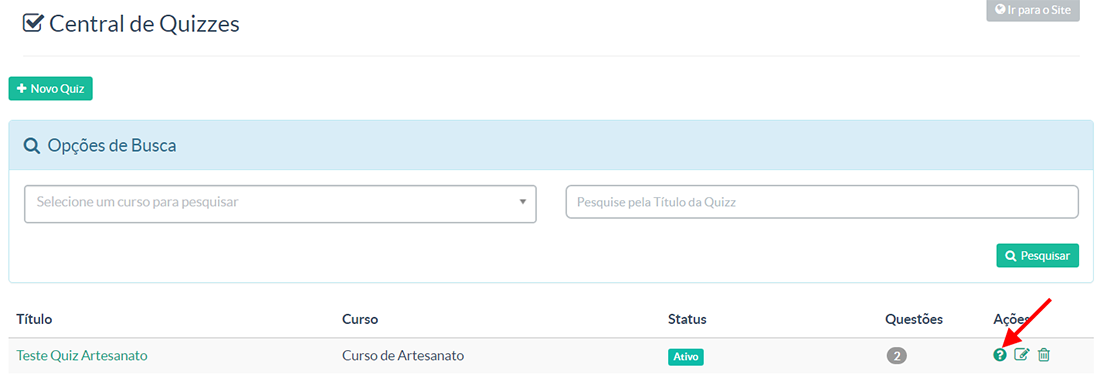 Central de Quizzes
Ir para o Site
Novo Quiz
Opções de Busca
Selecione um curso para pesquisar
Pesquise pela Título da Quizz
Pesquisar
Título Curso Status Questões Ações
Teste Quiz Artesanato Curso de Artesanato Ativo 2